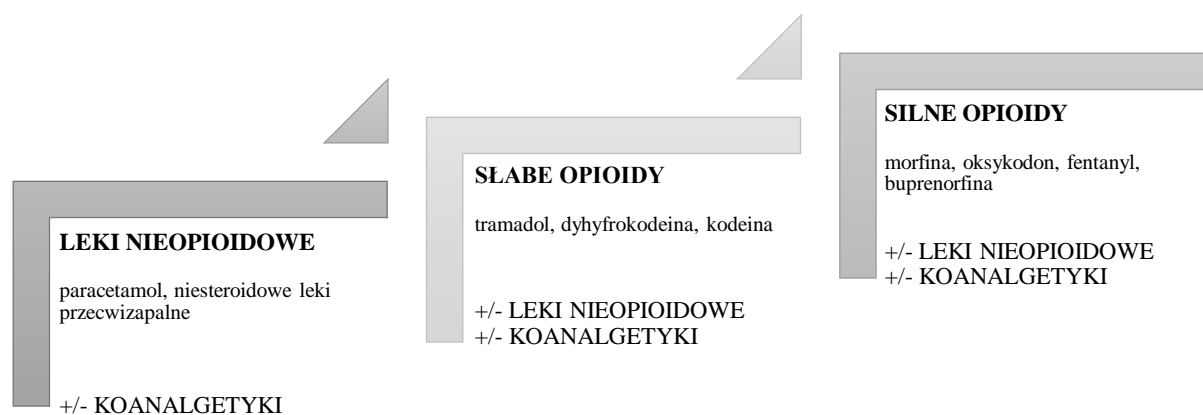 LEKI NIEOPIOIDOWE
paracetamol, niesteroidowe leki
przecwizapalne
+/- KOANALGETYKI
SŁABE OPIOIDY
tramadol, dyhyfrokodeina, kodeina
+/- LEKI NIEOPIOIDOWE
+/- KOANALGETYKI
SILNE OPIOIDY
morfina, oksykodon, fentanyl,
buprenorfina
+/- LEKI NIEOPIOIDOWE
+/- KOANALGETYKI